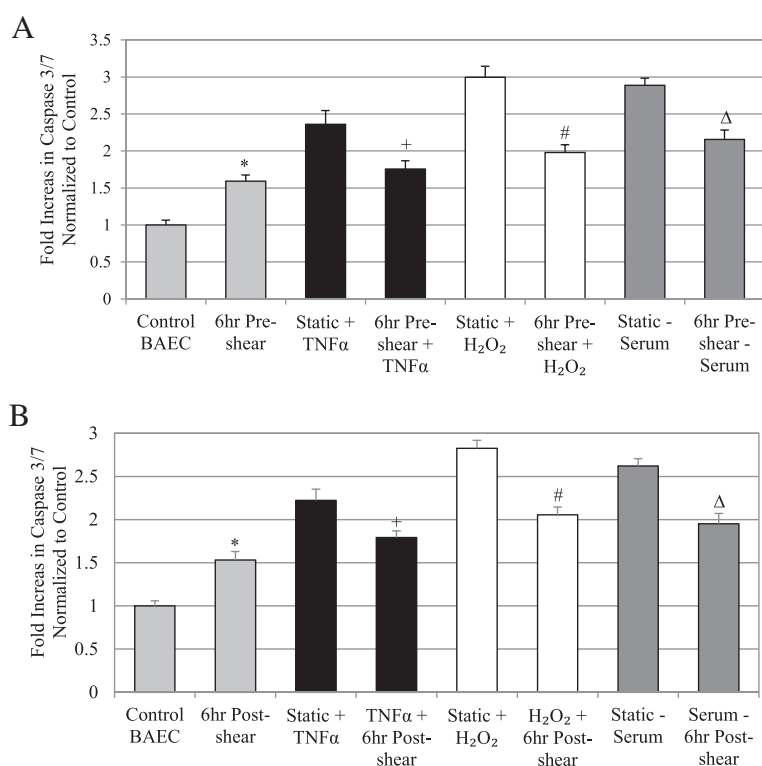 A
Fold Increas in Caspase 3/7
Normalized to Control
3.5
3
2.5
2
1.5
1
0.5
0
*
+
#
Δ
Control
BAEC
6hr Pre-
shear
Static +
TNFα
6hr Pre-
shear +
TNFα
Static +
H₂O₂
6hr Pre-
shear +
H₂O₂
Static -
Serum
6hr Pre-
shear -
Serum
B
Fold Increas in Caspase 3/7
Normalized to Control
3
2.5
2
1.5
1
0.5
0
*
+
#
Δ
Control
BAEC
6hr Post-
shear
Static +
TNFα
TNFα +
6hr Post-
shear
Static +
H₂O₂
H₂O₂ +
6hr Post-
shear
Static -
Serum
Serum -
6hr Post-
shear